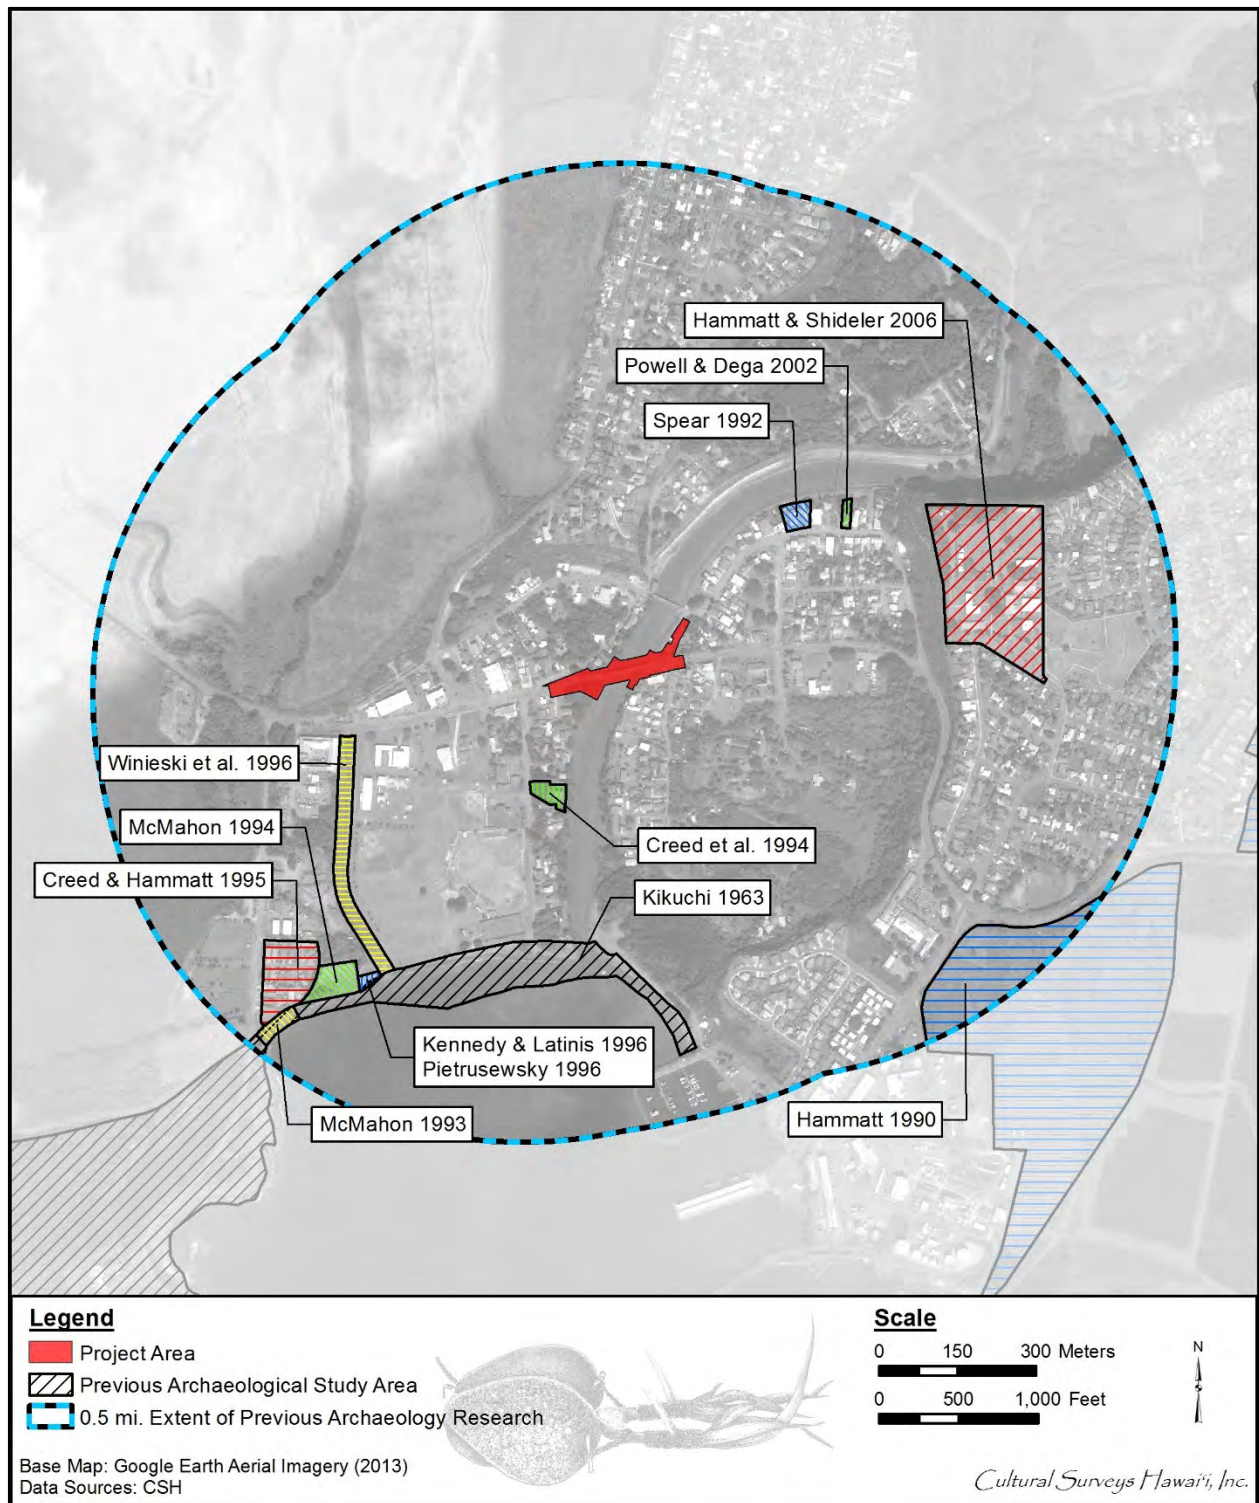 Hammatt & Shideler 2006
Powell & Dega 2002
Spear 1992
Winieski et al. 1996
McMahon 1994
Creed et al. 1994
Creed & Hammatt 1995
Kikuchi 1963
Kennedy & Latinis 1996
Pietrusewsky 1996
McMahon 1993
Hammatt 1990
Legend
Project Area
Previous Archaeological Study Area
0.5 mi. Extent of Previous Archaeology Research
Base Map: Google Earth Aerial Imagery (2013)
Data Sources: CSH
Scale
0 150 300 Meters
0 500 1,000 Feet
N
Cultural Surveys Hawai‘i, Inc.